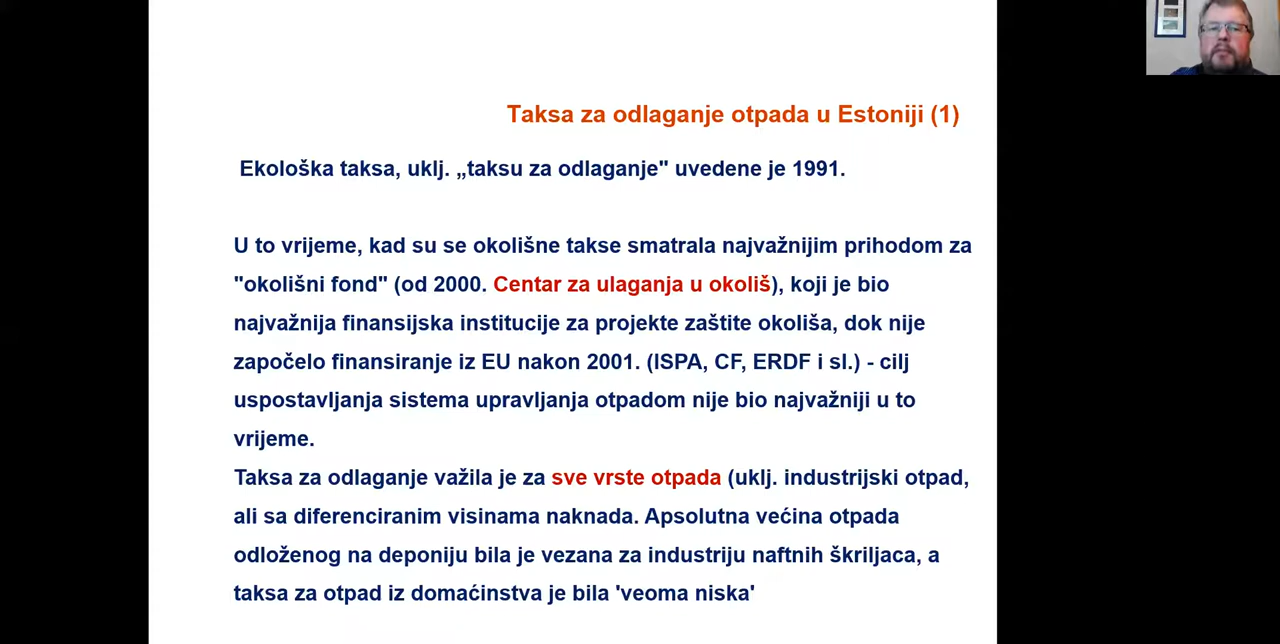 Taksa za odlaganje otpada u Estoniji (1)
Ekološka taksa, uklj. „taksu za odlaganje" uvedene je 1991.
U to vrijeme, kad su se okolišne takse smatrala najvažnijim prihodom za
"okolišni fond" (od 2000. Centar za ulaganja u okoliš), koji je bio
najvažnija finansijska institucije za projekte zaštite okoliša, dok nije
započelo finansiranje iz EU nakon 2001. (ISPA, CF, ERDF i sl.) - cilj
uspostavljanja sistema upravljanja otpadom nije bio najvažniji u to
vrijeme.
Taksa za odlaganje važila je za sve vrste otpada (uklj. industrijski otpad,
ali sa diferenciranim visinama naknada. Apsolutna većina otpada
odloženog na deponiju bila je vezana za industriju naftnih škriljaca, a
taksa za otpad iz domaćinstva je bila 'veoma niska'